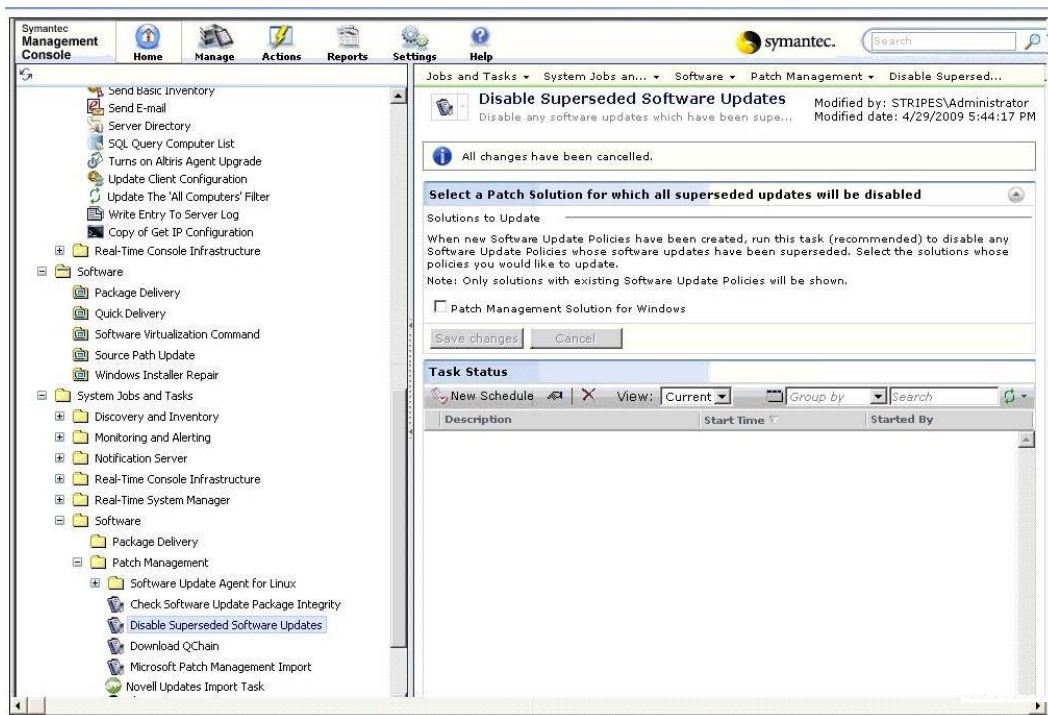 Symantec
Management
Console
Home
Manage
Actions
Reports
Settings
Help
symantec.
Search
Send Basic Inventory
Send E-mail
Server Directory
SQL Query Computer List
Turns on Altiris Agent Upgrade
Update Client Configuration
Update The 'All Computers' Filter
Write Entry To Server Log
Copy of Get IP Configuration
Real-Time Console Infrastructure
Software
Package Delivery
Quick Delivery
Software Virtualization Command
Source Path Update
Windows Installer Repair
System Jobs and Tasks
Discovery and Inventory
Monitoring and Alerting
Notification Server
Real-Time Console Infrastructure
Real-Time System Manager
Software
Package Delivery
Patch Management
Software Update Agent for Linux
Check Software Update Package Integrity
Disable Superseded Software Updates
Download QChain
Microsoft Patch Management Import
Novell Updates Import Task
Jobs and Tasks System Jobs an... Software Patch Management Disable Supersed...
Disable Superseded Software Updates
Disable any software updates which have been supe...
Modified by: STRIPES\Administrator
Modified date: 4/29/2009 5:44:17 PM
All changes have been cancelled.
Select a Patch Solution for which all superseded updates will be disabled
Solutions to Update
When new Software Update Policies have been created, run this task (recommended) to disable any
Software Update Policies whose software updates have been superseded. Select the solutions whose
policies you would like to update.
Note: Only solutions with existing Software Update Policies will be shown.
Patch Management Solution for Windows
Save changes Cancel
Task Status
New Schedule View: Current Group by Search
Description Start Time Started By